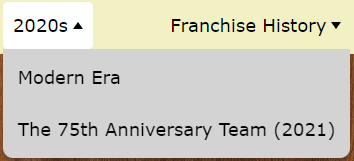 2020s▲ Franchise History▼
Modern Era
The 75th Anniversary Team (2021)